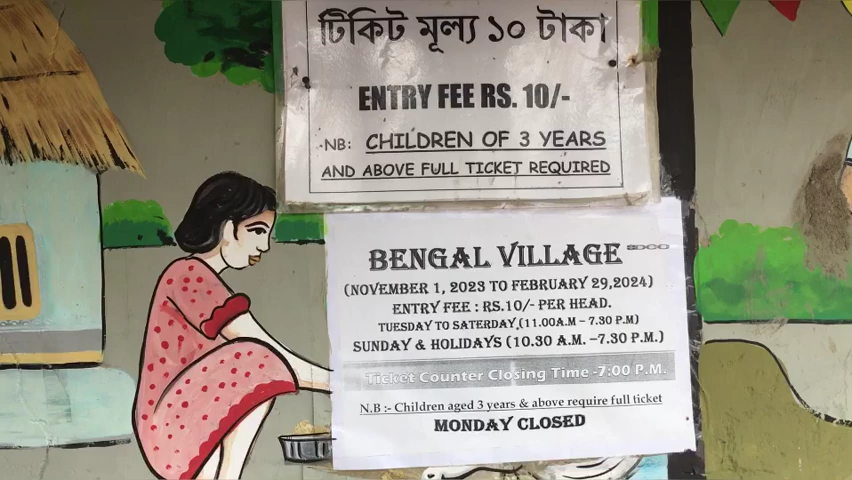 টিকিট মূল্য ১০ টাকা
ENTRY FEE RS. 10/-
NB: CHILDREN OF 3 YEARS
AND ABOVE FULL TICKET REQUIRED
BENGAL VILLAGE
(NOVEMBER 1, 2023 TO FEBRUARY 29,2024)
ENTRY FEE : RS.10/- PER HEAD.
TUESDAY TO SATERDAY,(11.00A.M – 7.30 P.M)
SUNDAY & HOLIDAYS (10.30 A.M. –7.30 P.M.)
Ticket Counter Closing Time -7:00 P.M.
N.B :- Children aged 3 years & above require full ticket
MONDAY CLOSED